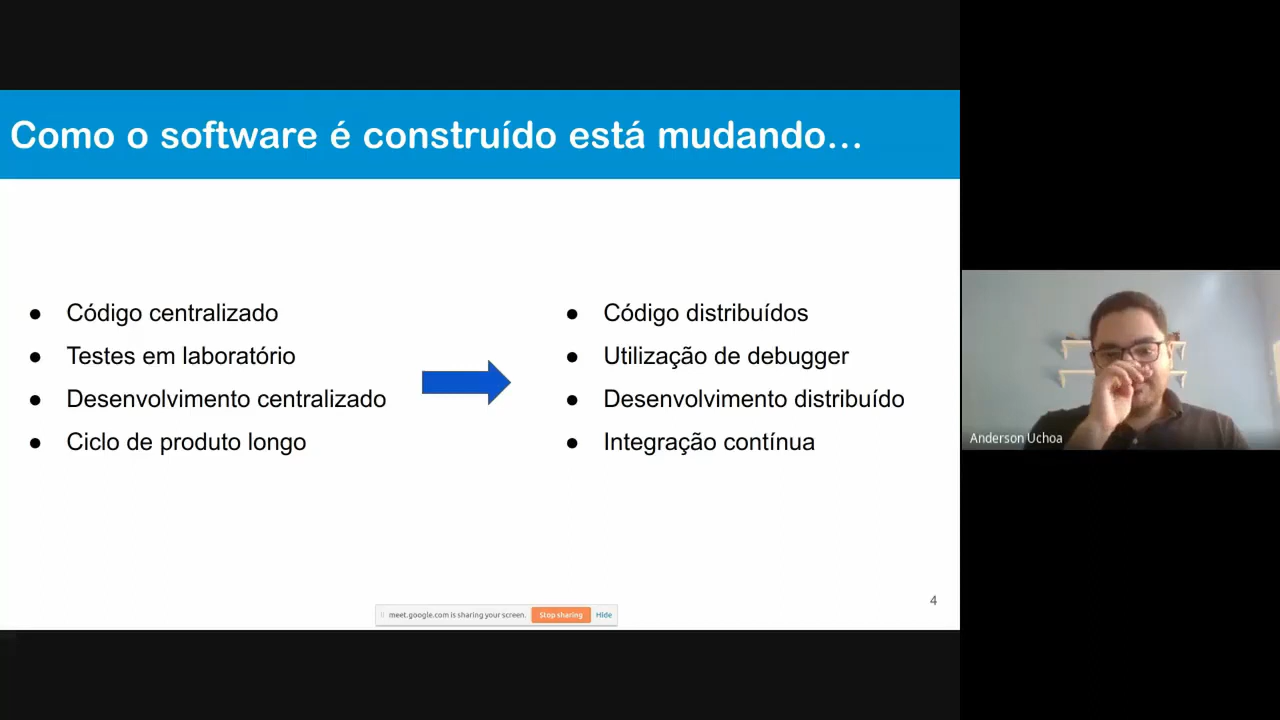 Como o software é construído está mudando...
Código centralizado
Testes em laboratório
Desenvolvimento centralizado
Ciclo de produto longo
Código distribuídos
Utilização de debugger
Desenvolvimento distribuído
Integração contínua
Anderson Uchoa
4
meet.google.com is sharing your screen. Stop sharing Hide